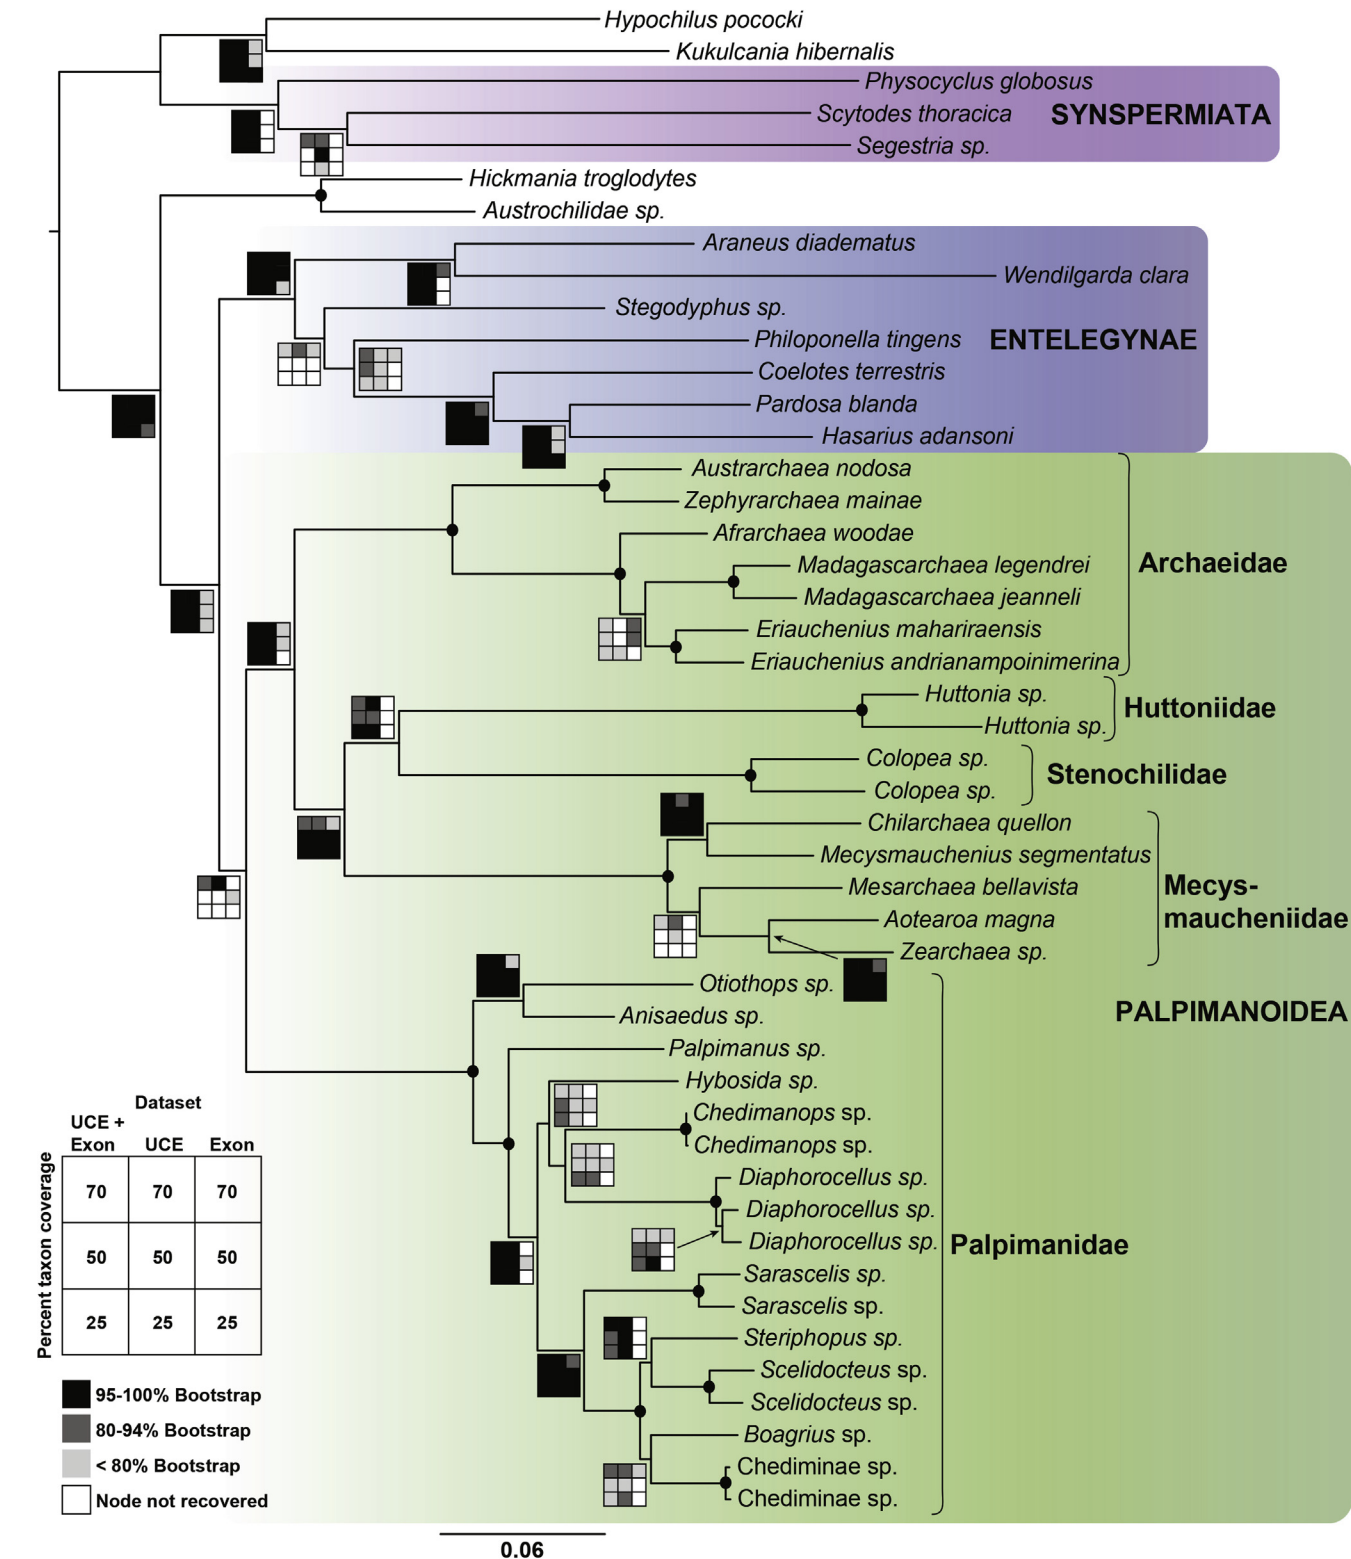 Hypochilus pococki
Kukulcania hibernalis
Physocyclus globosus
Scytodes thoracica
SYNSPERMIATA
Segestria sp.
Hickmania troglodytes
Austrochilidae sp.
Araneus diadematus
Wendilgarda clara
Stegodyphus sp.
Philoponella tingens
ENTELEGYNAE
Coelotes terrestris
Pardosa blanda
Hasarius adansoni
Austrarchaea nodosa
Zephyrarchaea mainae
Afrarchaea woodae
Madagascarchaea legendrei
Archaeidae
Madagascarchaea jeanneli
Eriauchenius mahariraensis
Eriauchenius andrianampoinimerina
Huttonia sp.
Huttoniidae
Huttonia sp.
Colopea sp.
Stenochilidae
Colopea sp.
Chilarchaea quellon
Mecysmauchenius segmentatus
Mesarchaea bellavista
Mecys-
maucheniidae
Aotearoa magna
Zearchaea sp.
Otiothops sp.
PALPIMANOIDEA
Anisaedus sp.
Palpimanus sp.
Hybosida sp.
Chedimanops sp.
Chedimanops sp.
Diaphorocellus sp.
Diaphorocellus sp.
Diaphorocellus sp.
Palpimanidae
Sarascelis sp.
Sarascelis sp.
Steriphopus sp.
Scelidocteus sp.
Scelidocteus sp.
Boagrius sp.
Chediminae sp.
Chediminae sp.
Dataset
UCE +
Exon
UCE
Exon
Percent taxon coverage
70 70 70
50 50 50
25 25 25
95-100% Bootstrap
80-94% Bootstrap
< 80% Bootstrap
Node not recovered
0.06